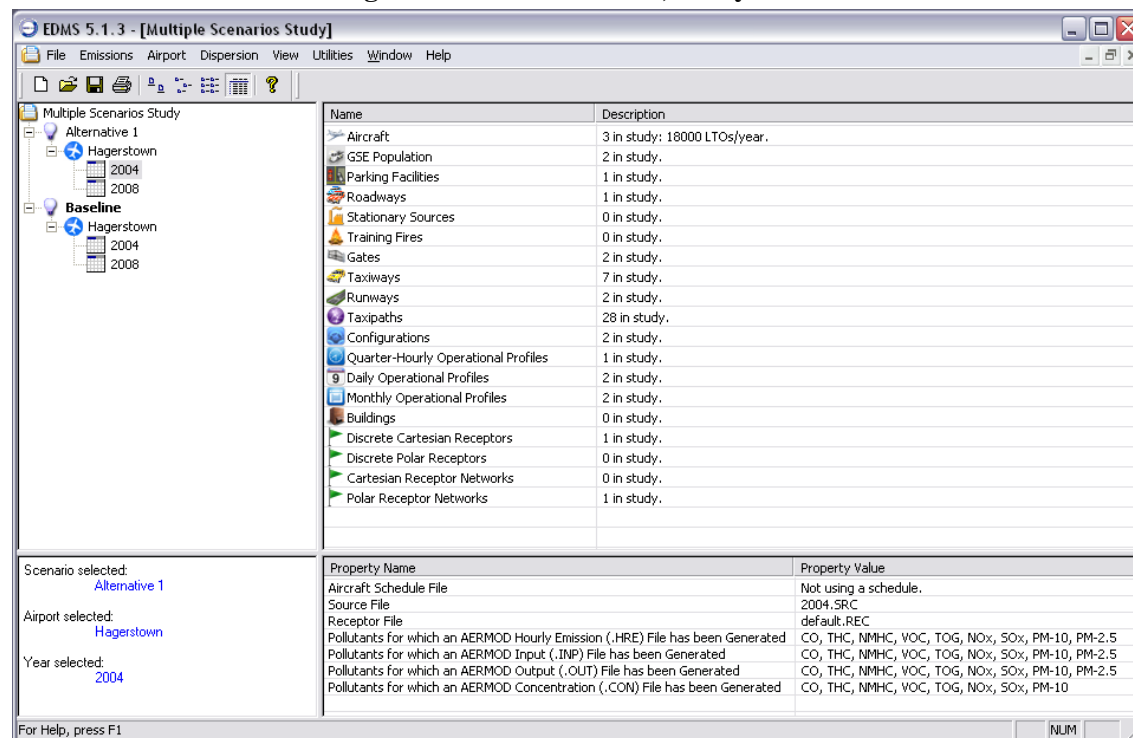 EDMS 5.1.3 - [Multiple Scenarios Study]
File Emissions Airport Dispersion View Utilities Window Help
Multiple Scenarios Study
Alternative 1
Hagerstown
2004
2008
Baseline
Hagerstown
2004
2008
Name Description
Aircraft 3 in study: 18000 LTOs/year.
GSE Population 2 in study.
Parking Facilities 1 in study.
Roadways 1 in study.
Stationary Sources 0 in study.
Training Fires 0 in study.
Gates 2 in study.
Taxiways 7 in study.
Runways 2 in study.
Taxipaths 28 in study.
Configurations 2 in study.
Quarter-Hourly Operational Profiles 1 in study.
9 Daily Operational Profiles 2 in study.
Monthly Operational Profiles 2 in study.
Buildings 0 in study.
Discrete Cartesian Receptors 1 in study.
Discrete Polar Receptors 0 in study.
Cartesian Receptor Networks 0 in study.
Polar Receptor Networks 1 in study.
Scenario selected:
Alternative 1
Airport selected:
Hagerstown
Year selected:
2004
Property Name Property Value
Aircraft Schedule File Not using a schedule.
Source File 2004.SRC
Receptor File default.REC
Pollutants for which an AERMOD Hourly Emission (.HRE) File has been Generated CO, THC, NMHC, VOC, TOG, NOx, SOx, PM-10, PM-2.5
Pollutants for which an AERMOD Input (.INP) File has been Generated CO, THC, NMHC, VOC, TOG, NOx, SOx, PM-10, PM-2.5
Pollutants for which an AERMOD Output (.OUT) File has been Generated CO, THC, NMHC, VOC, TOG, NOx, SOx, PM-10, PM-2.5
Pollutants for which an AERMOD Concentration (.CON) File has been Generated CO, THC, NMHC, VOC, TOG, NOx, SOx, PM-10
For Help, press F1 NUM